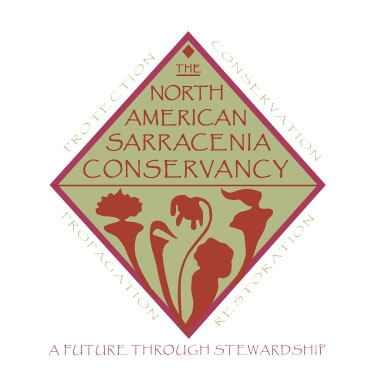 PROTECTION
CONSERVATION
THE
NORTH
AMERICAN
SARRACENIA
CONSERVANCY
PROPAGATION
RESTORATION
A FUTURE THROUGH STEWARDSHIP